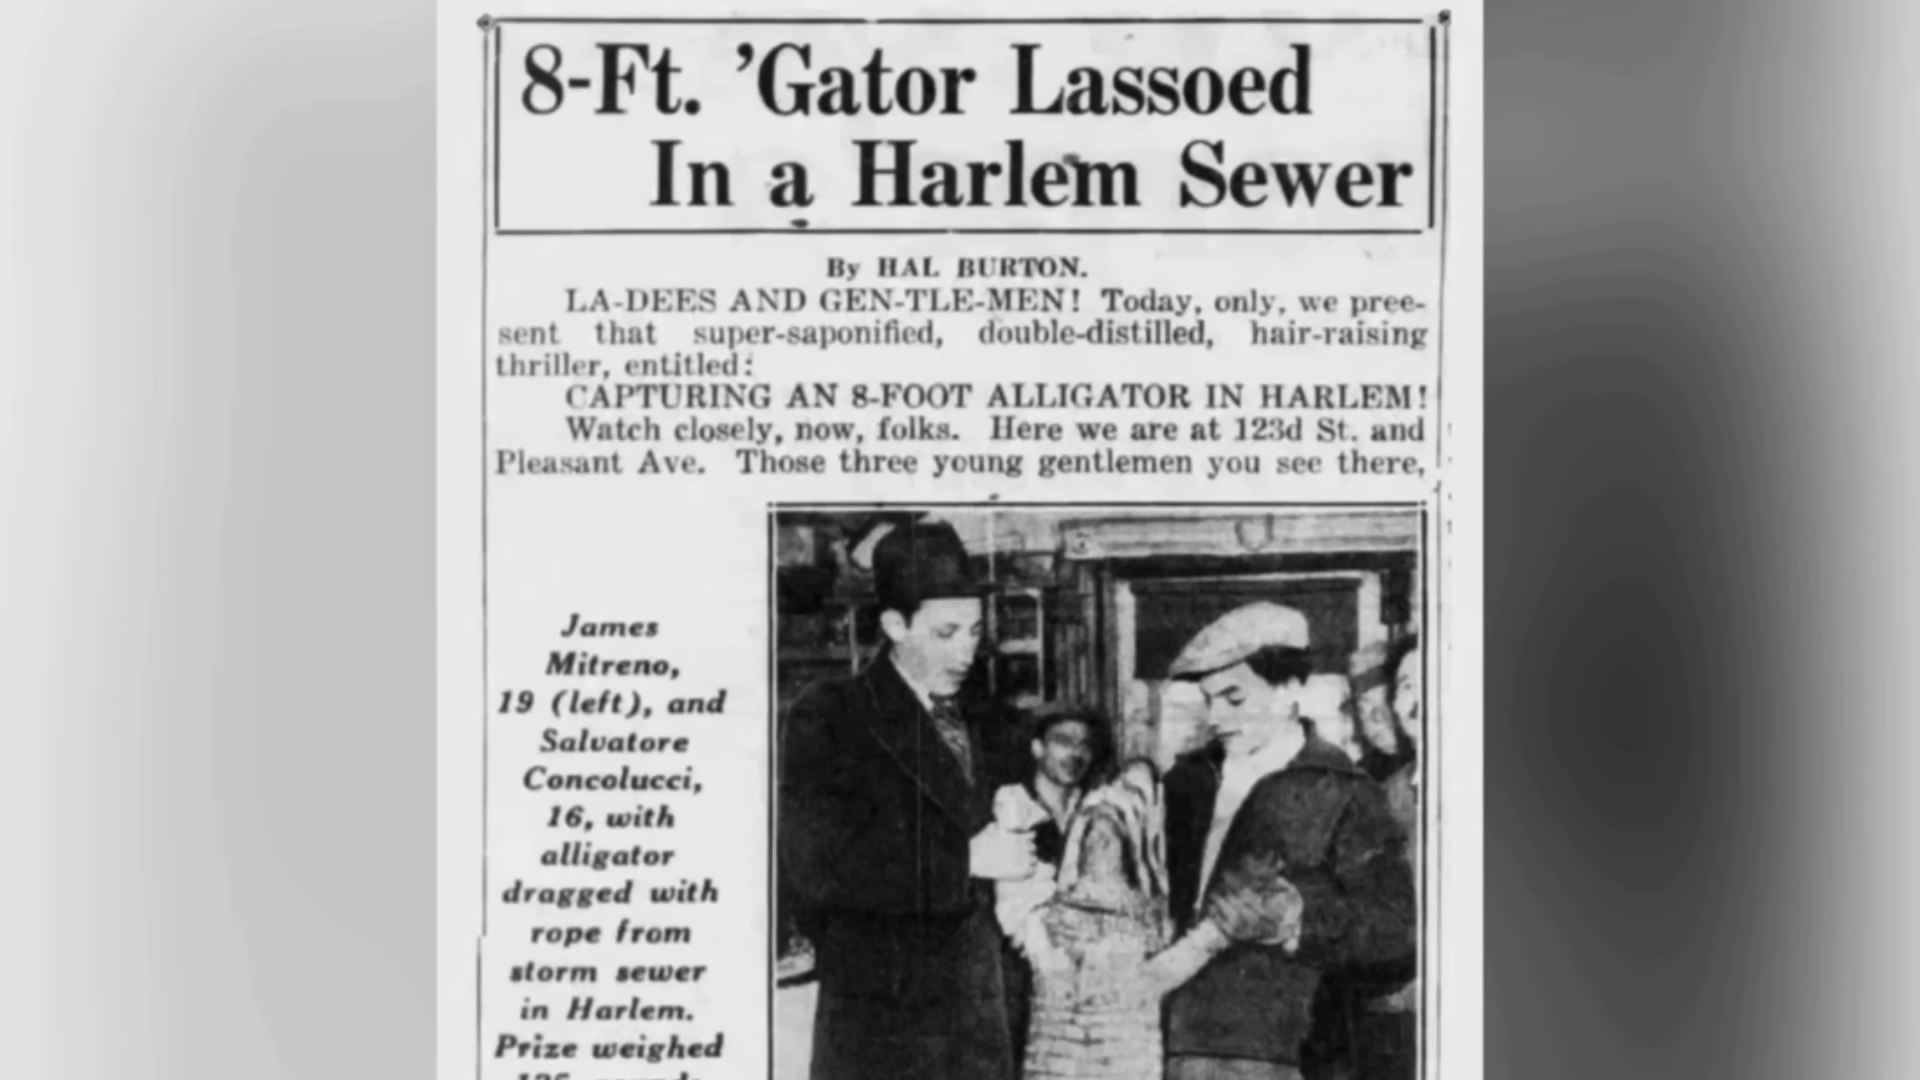 8-Ft. 'Gator Lassoed
In a Harlem Sewer
By HAL BURTON.
LA-DEES AND GEN-TLE-MEN! Today, only, we pree-
sent that super-saponified, double-distilled, hair-raising
thriller, entitled:
CAPTURING AN 8-FOOT ALLIGATOR IN HARLEM!
Watch closely, now, folks. Here we are at 123d St. and
Pleasant Ave. Those three young gentlemen you see there,
James
Mitreno,
19 (left), and
Salvatore
Concolucci,
16, with
alligator
dragged with
rope from
storm sewer
in Harlem.
Prize weighed